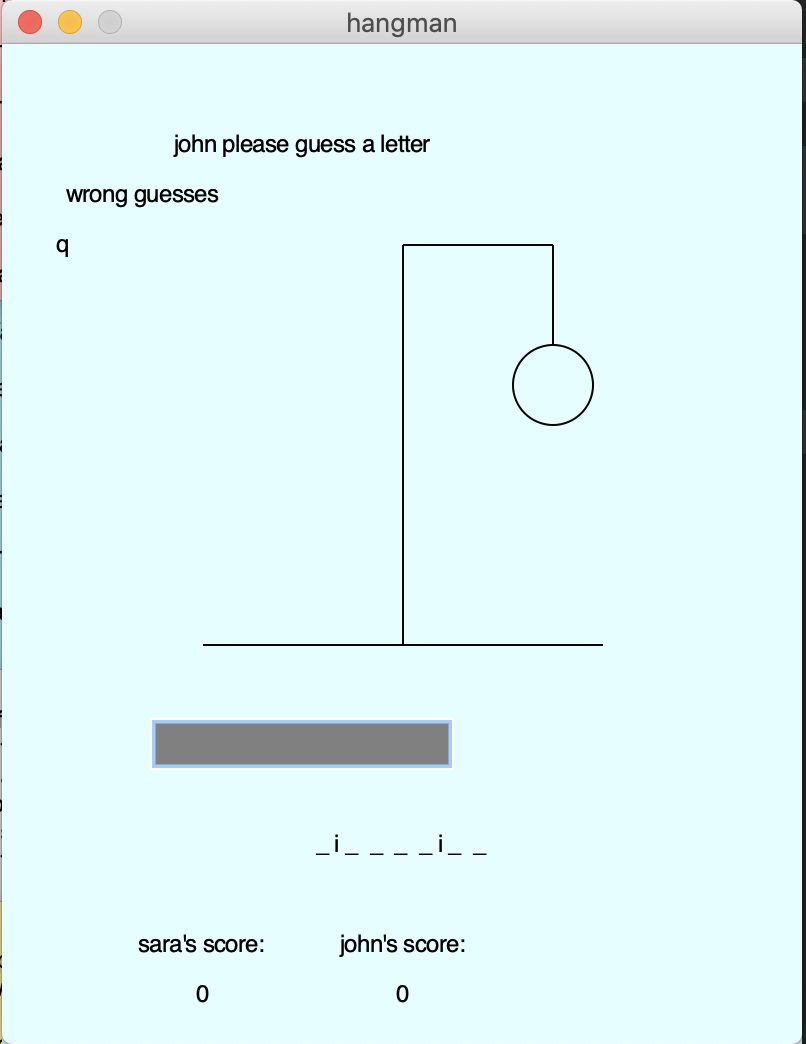 hangman
john please guess a letter
wrong guesses
q
_ i _ _ _ _ i _ _
sara's score: john's score:
0 0